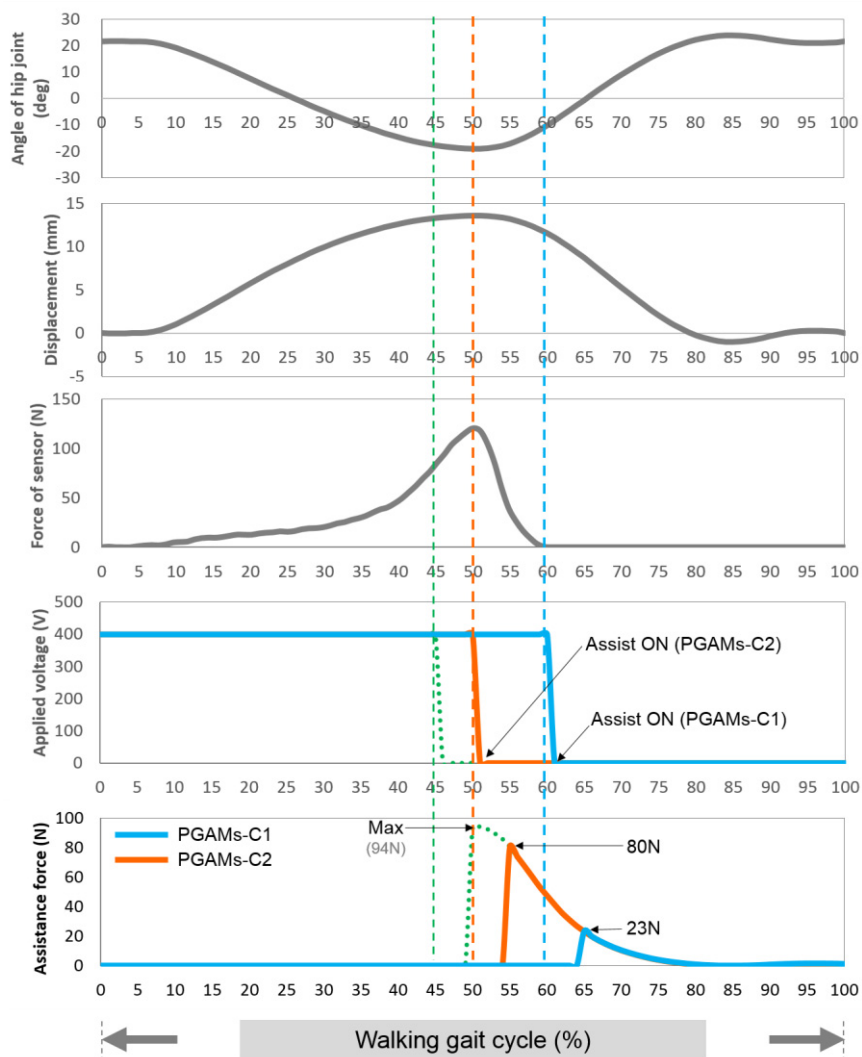 Angle of hip joint
(deg)
30
20
10
0
-10
-20
-30
0 5 10 15 20 25 30 35 40 45 50 55 60 65 70 75 80 85 90 95 100
Displacement (mm)
15
10
5
0
-5
0 5 10 15 20 25 30 35 40 45 50 55 60 65 70 75 80 85 90 95 100
Force of sensor (N)
150
100
50
0
0 5 10 15 20 25 30 35 40 45 50 55 60 65 70 75 80 85 90 95 100
Applied voltage (V)
500
400
300
200
100
0
Assist ON (PGAMs-C2)
Assist ON (PGAMs-C1)
0 5 10 15 20 25 30 35 40 45 50 55 60 65 70 75 80 85 90 95 100
Assistance force (N)
100
80
60
40
20
0
PGAMs-C1
PGAMs-C2
Max
(94N)
80N
23N
0 5 10 15 20 25 30 35 40 45 50 55 60 65 70 75 80 85 90 95 100
Walking gait cycle (%)